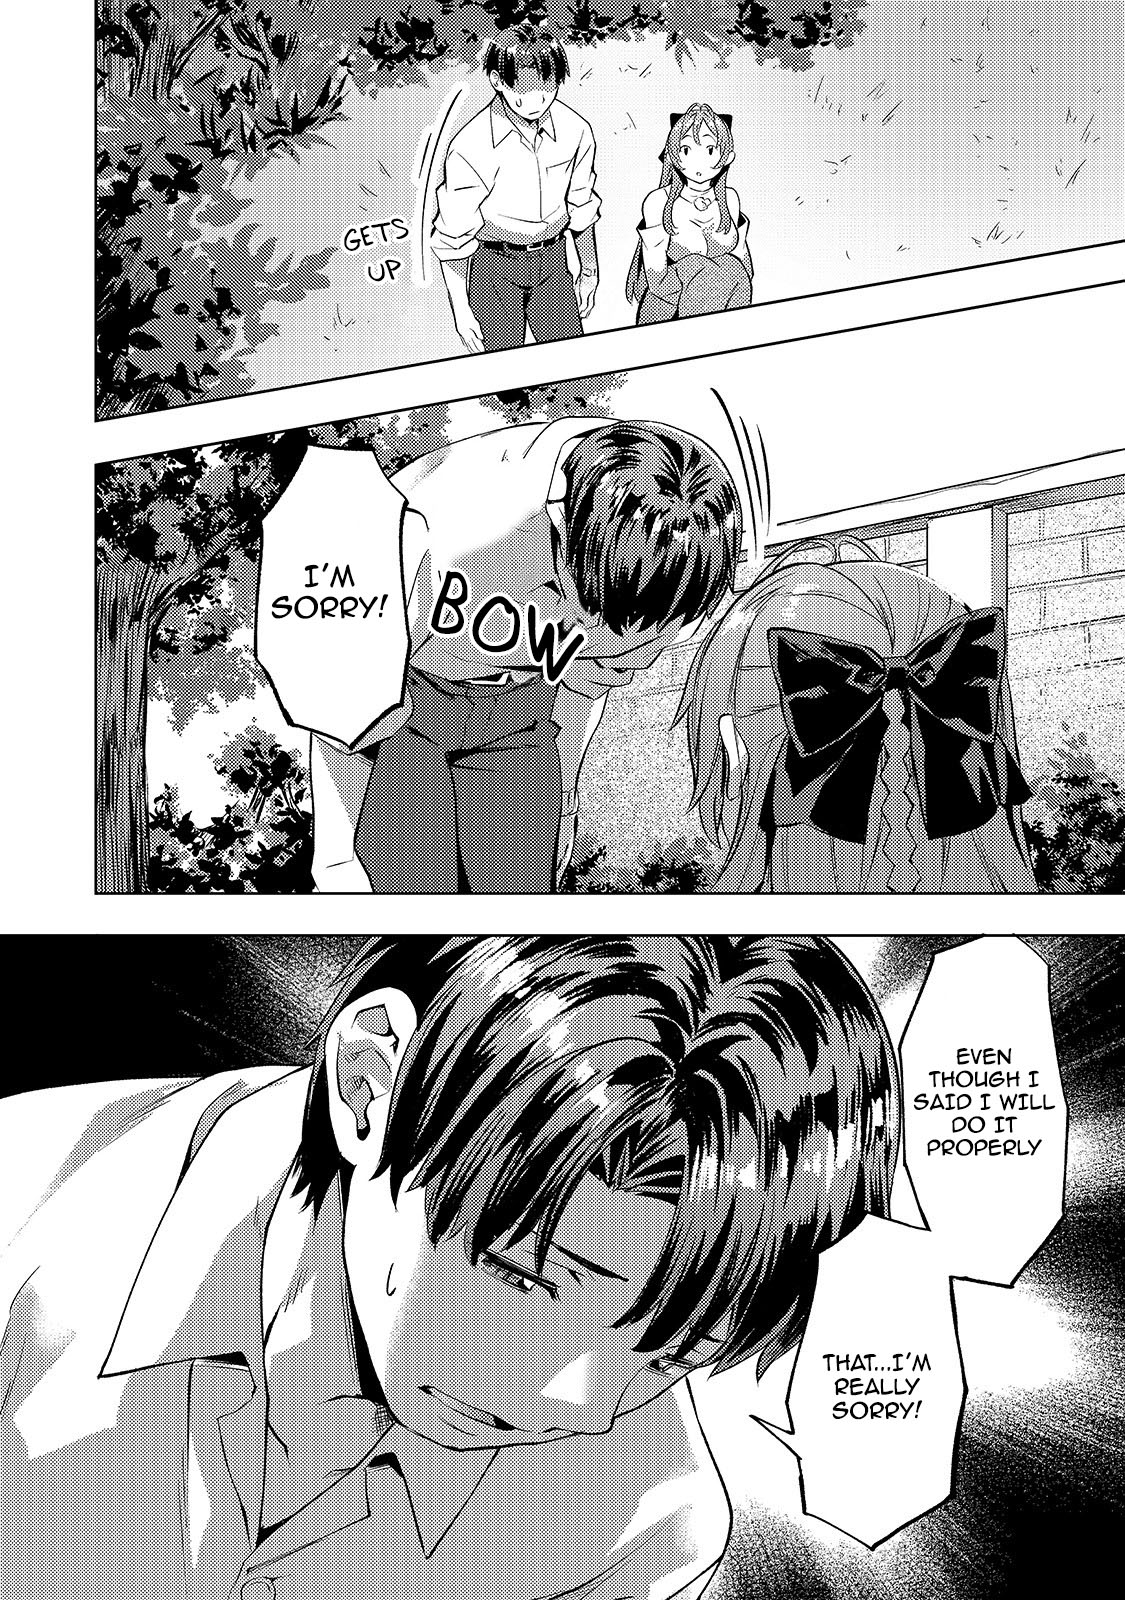 GETS
UP
I'M
SORRY!
BOW
EVEN
THOUGH I
SAID I WILL
DO IT
PROPERLY
THAT...I'M
REALLY
SORRY!